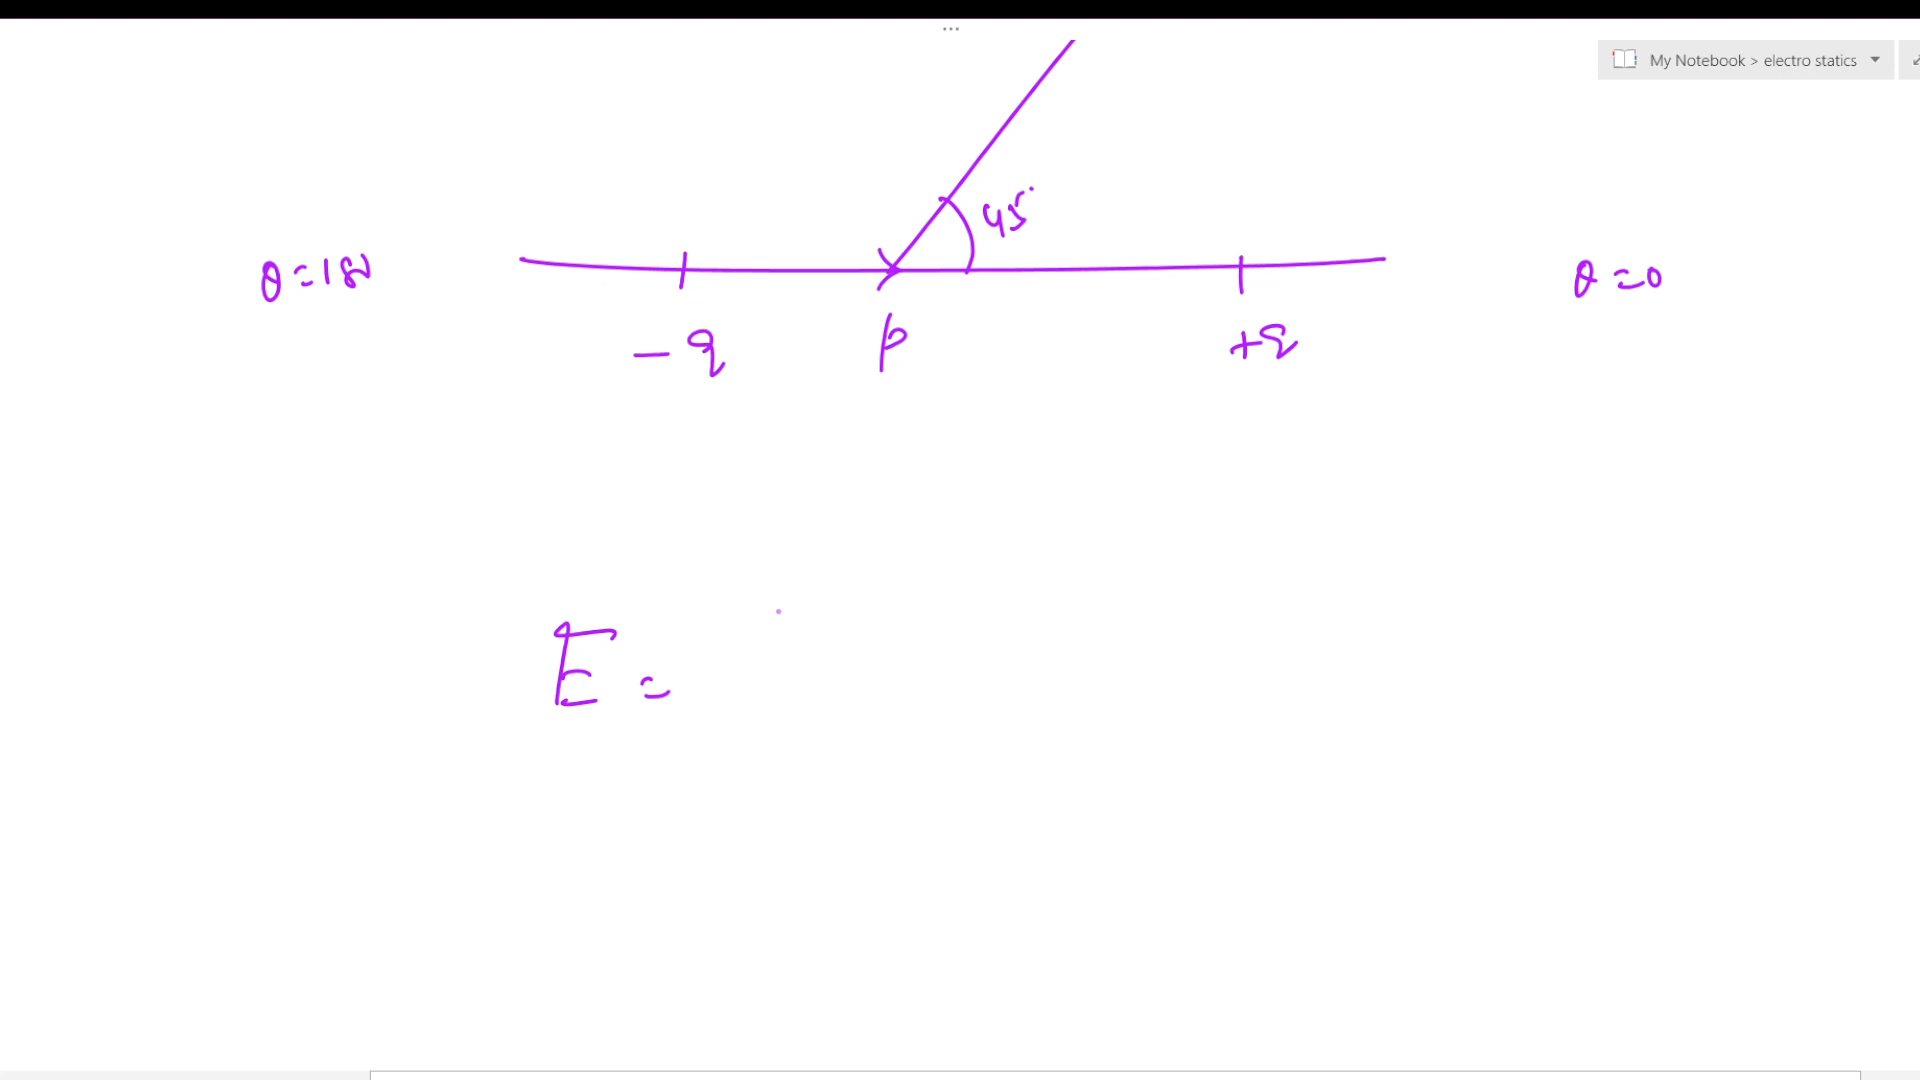 ...
My Notebook > electro statics
45°
θ = 180
θ = 0
- q
p
+q
E =